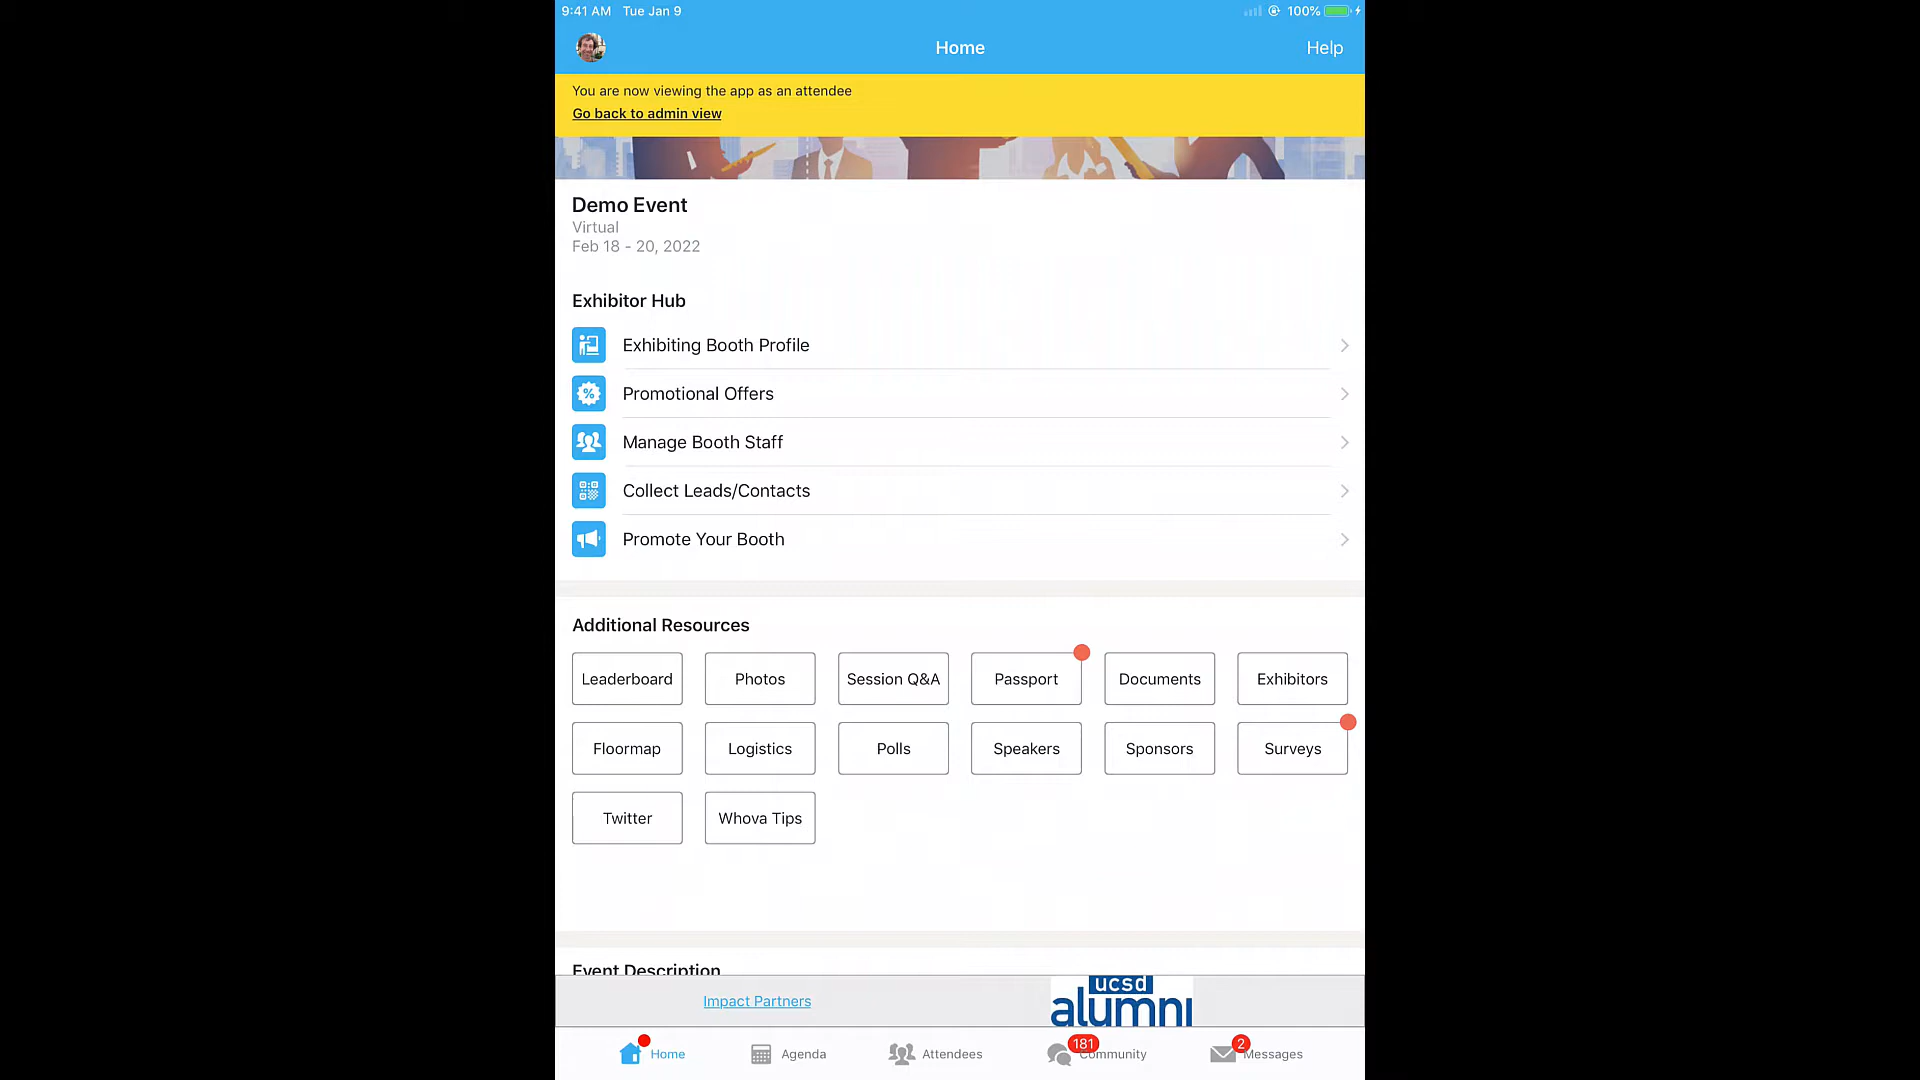 9:41 AM Tue Jan 9 100%
Home Help
You are now viewing the app as an attendee
Go back to admin view
Demo Event
Virtual
Feb 18 - 20, 2022
Exhibitor Hub
Exhibiting Booth Profile
Promotional Offers
Manage Booth Staff
Collect Leads/Contacts
Promote Your Booth
Additional Resources
Leaderboard Photos Session Q&A Passport Documents Exhibitors
Floormap Logistics Polls Speakers Sponsors Surveys
Twitter Whova Tips
Event Description
Impact Partners ucsd
alumni
Home Agenda Attendees 181 Community 2 Messages